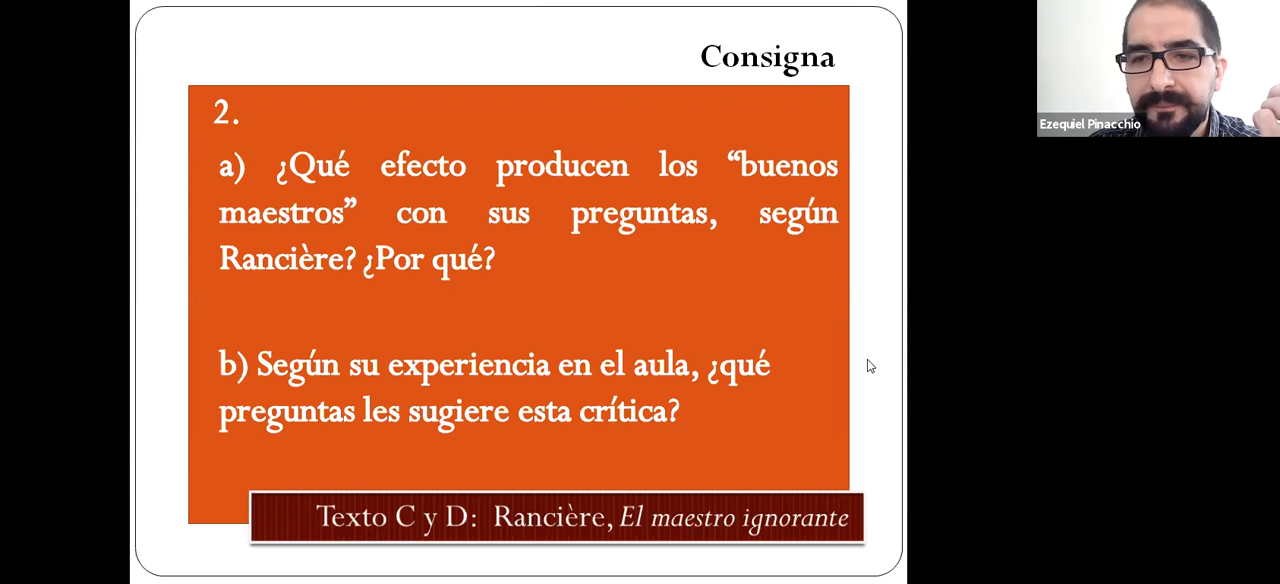 Consigna
2.
a) ¿Qué efecto producen los “buenos
maestros” con sus preguntas, según
Rancière? ¿Por qué?
b) Según su experiencia en el aula, ¿qué
preguntas les sugiere esta crítica?
Texto C y D: Rancière, El maestro ignorante
Ezequiel Pinacchio